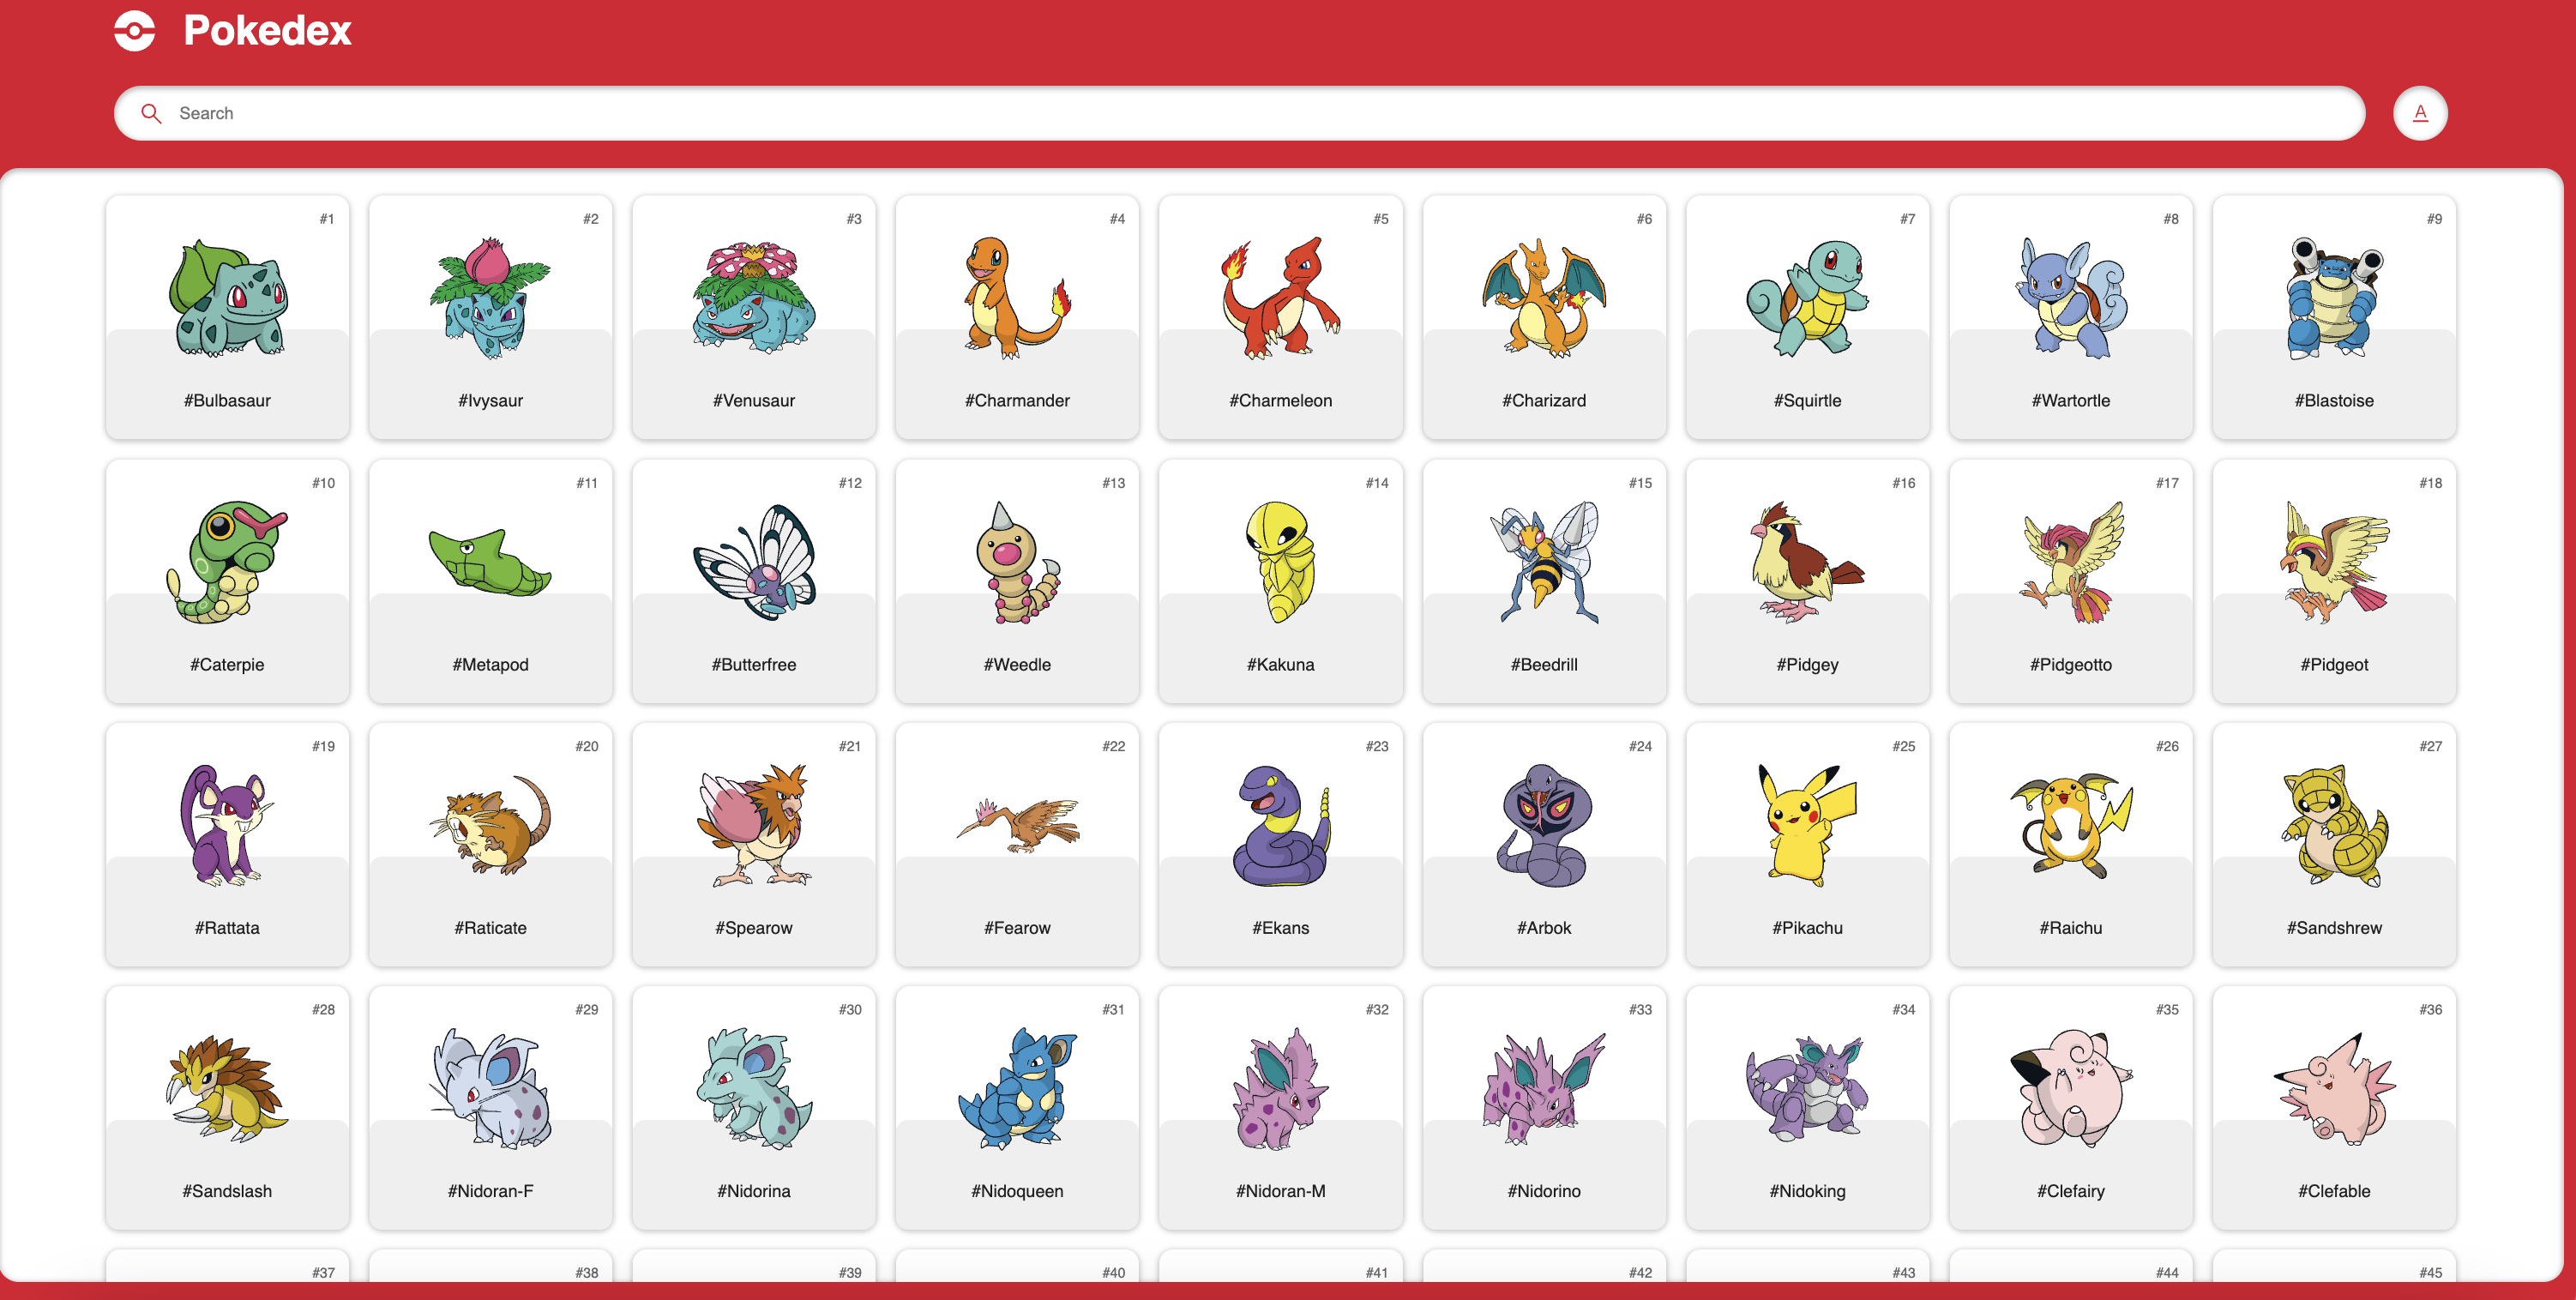 Pokedex
Search
A
#1 #2 #3 #4 #5 #6 #7 #8 #9
#Bulbasaur #Ivysaur #Venusaur #Charmander #Charmeleon #Charizard #Squirtle #Wartortle #Blastoise
#10 #11 #12 #13 #14 #15 #16 #17 #18
#Caterpie #Metapod #Butterfree #Weedle #Kakuna #Beedrill #Pidgey #Pidgeotto #Pidgeot
#19 #20 #21 #22 #23 #24 #25 #26 #27
#Rattata #Raticate #Spearow #Fearow #Ekans #Arbok #Pikachu #Raichu #Sandshrew
#28 #29 #30 #31 #32 #33 #34 #35 #36
#Sandslash #Nidoran-F #Nidorina #Nidoqueen #Nidoran-M #Nidorino #Nidoking #Clefairy #Clefable
#37 #38 #39 #40 #41 #42 #43 #44 #45